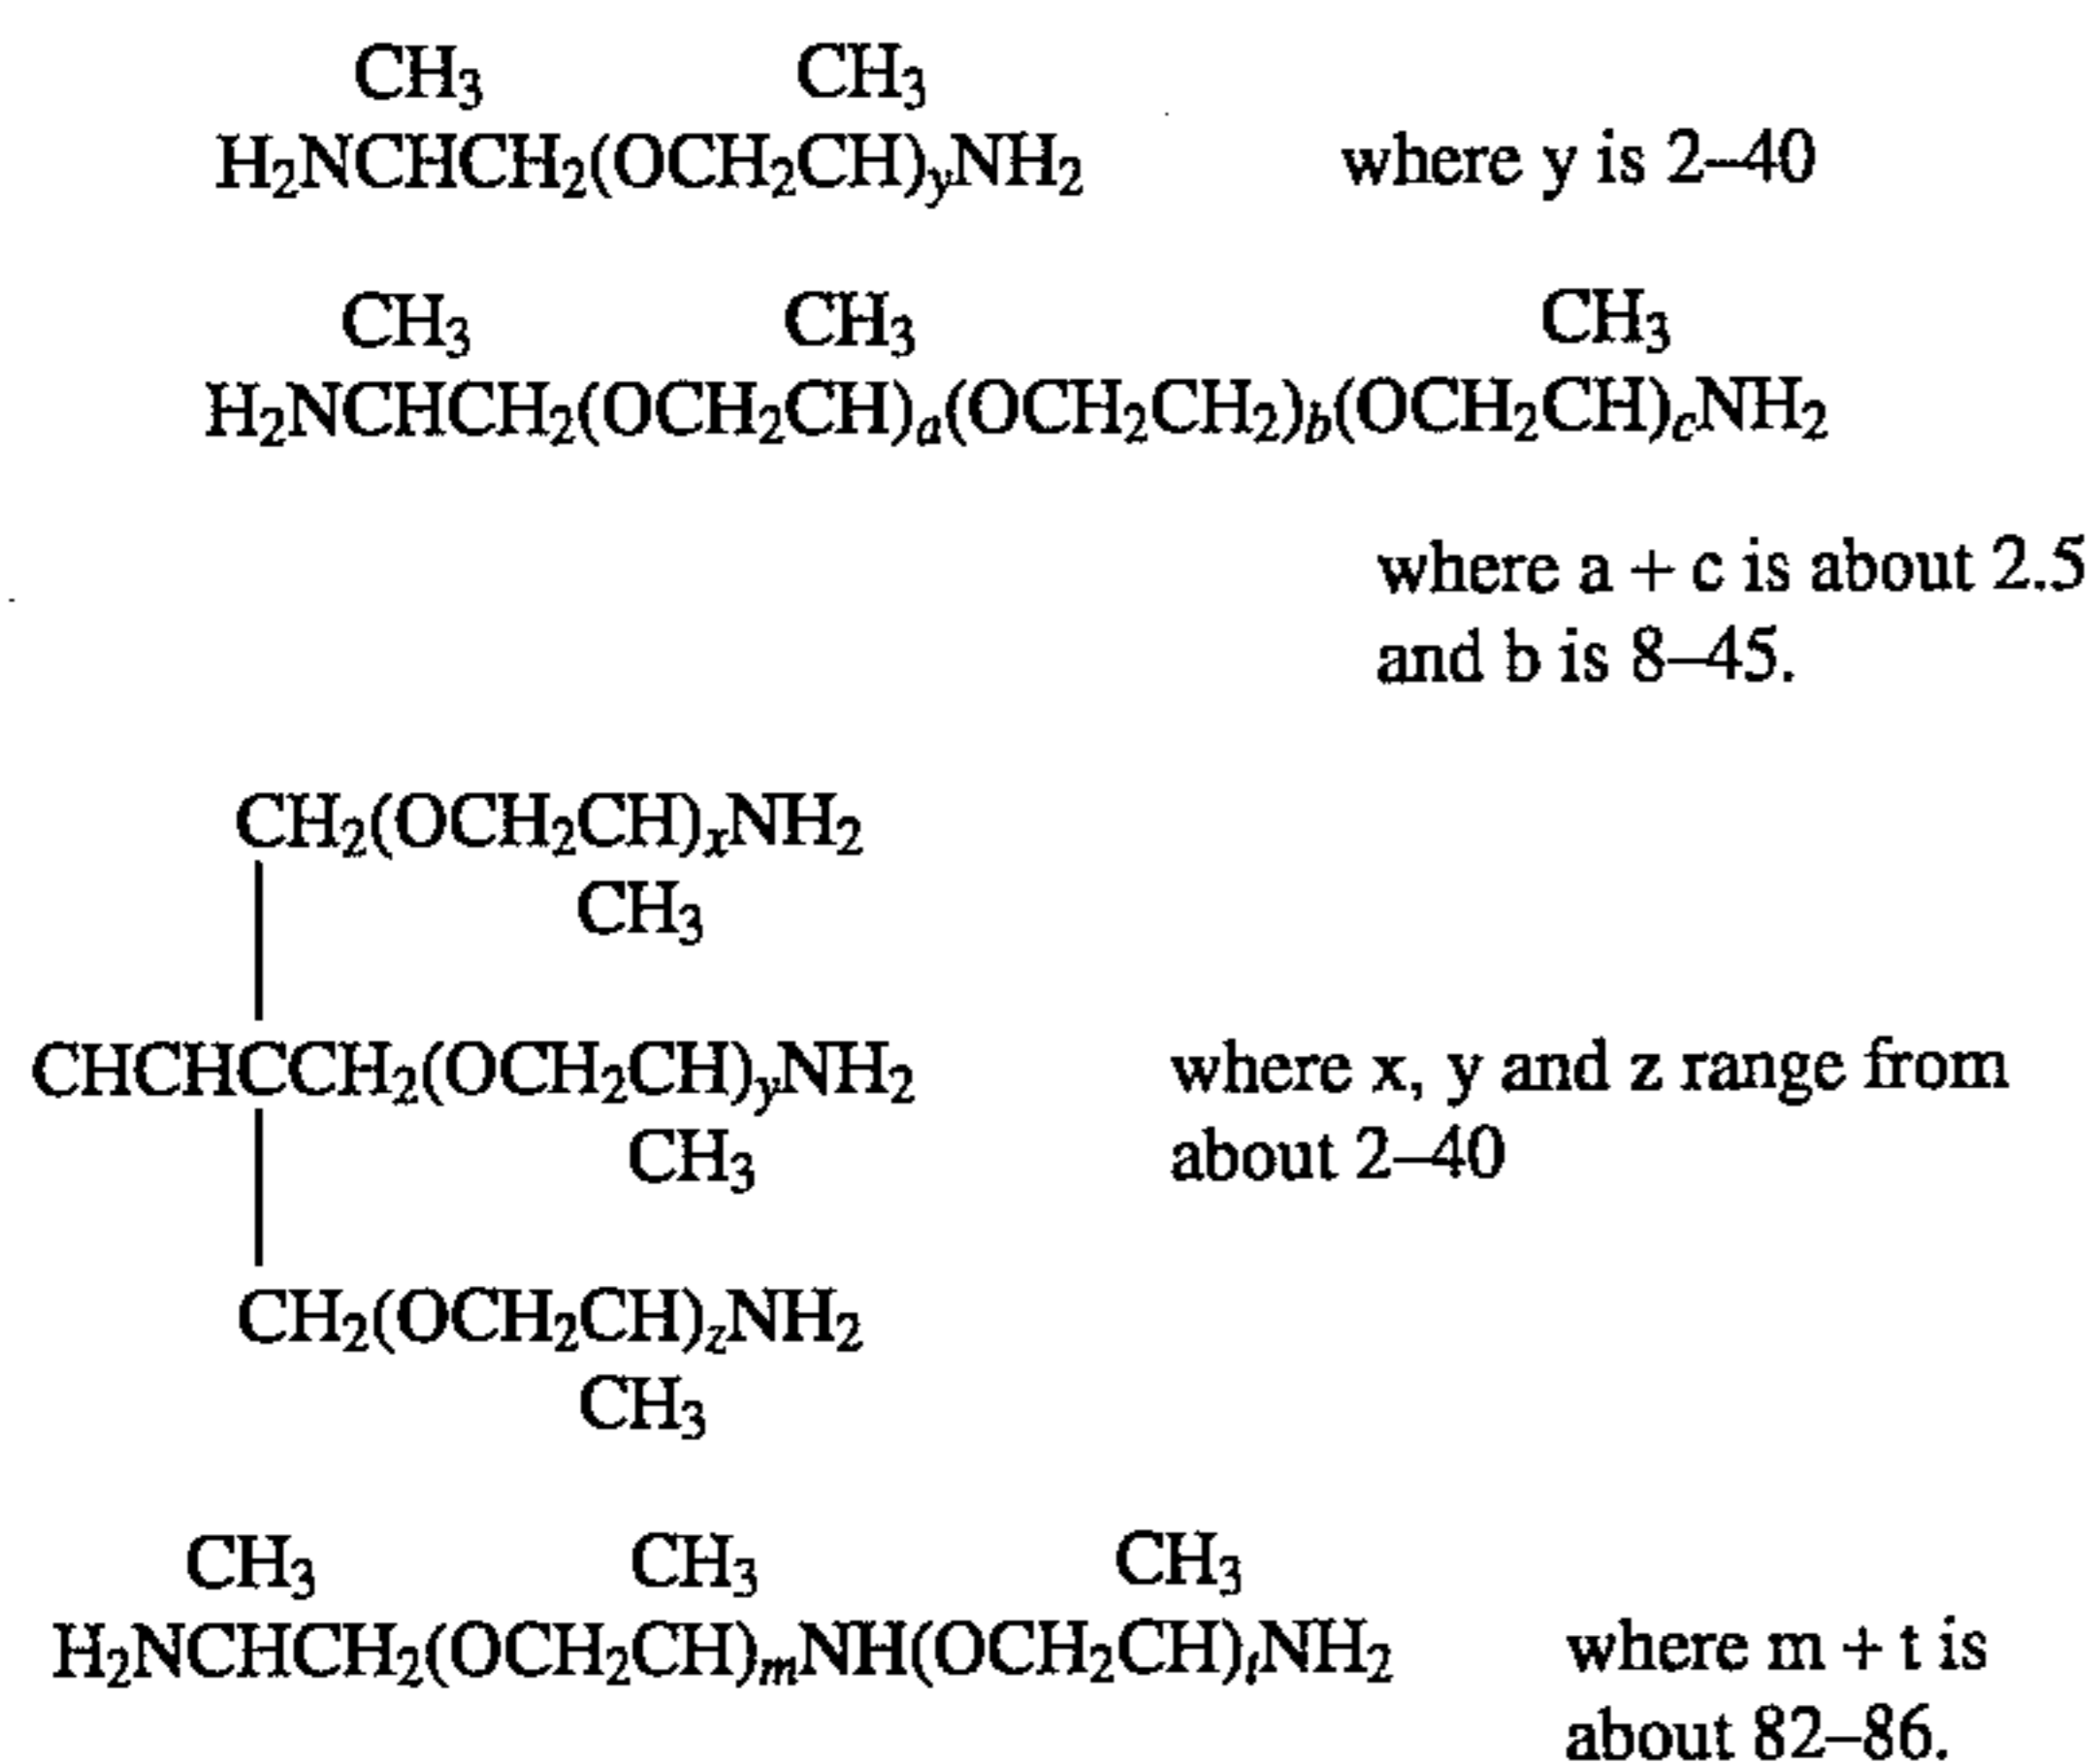 CH₃ CH₃
H₂NCHCH₂(OCH₂CH)ᵧNH₂ where y is 2–40
CH₃ CH₃ CH₃
H₂NCHCH₂(OCH₂CH)ₐ(OCH₂CH₂)b(OCH₂CH)cNH₂
where a + c is about 2.5
and b is 8–45.
CH₂(OCH₂CH)ₓNH₂
CH₃
CHCHCCH₂(OCH₂CH)yNH₂ where x, y and z range from
CH₃ about 2–40
CH₂(OCH₂CH)zNH₂
CH₃
CH₃ CH₃ CH₃
H₂NCHCH₂(OCH₂CH)ₘNH(OCH₂CH)ₜNH₂ where m + t is
about 82–86.